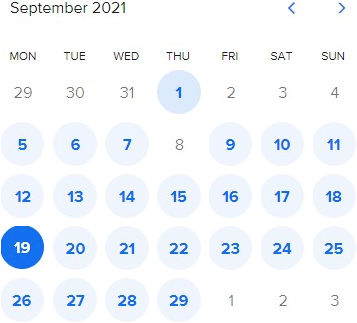 September 2021
MON TUE WED THU FRI SAT SUN
29 30 31 1 2 3 4
5 6 7 8 9 10 11
12 13 14 15 16 17 18
19 20 21 22 23 24 25
26 27 28 29 1 2 3